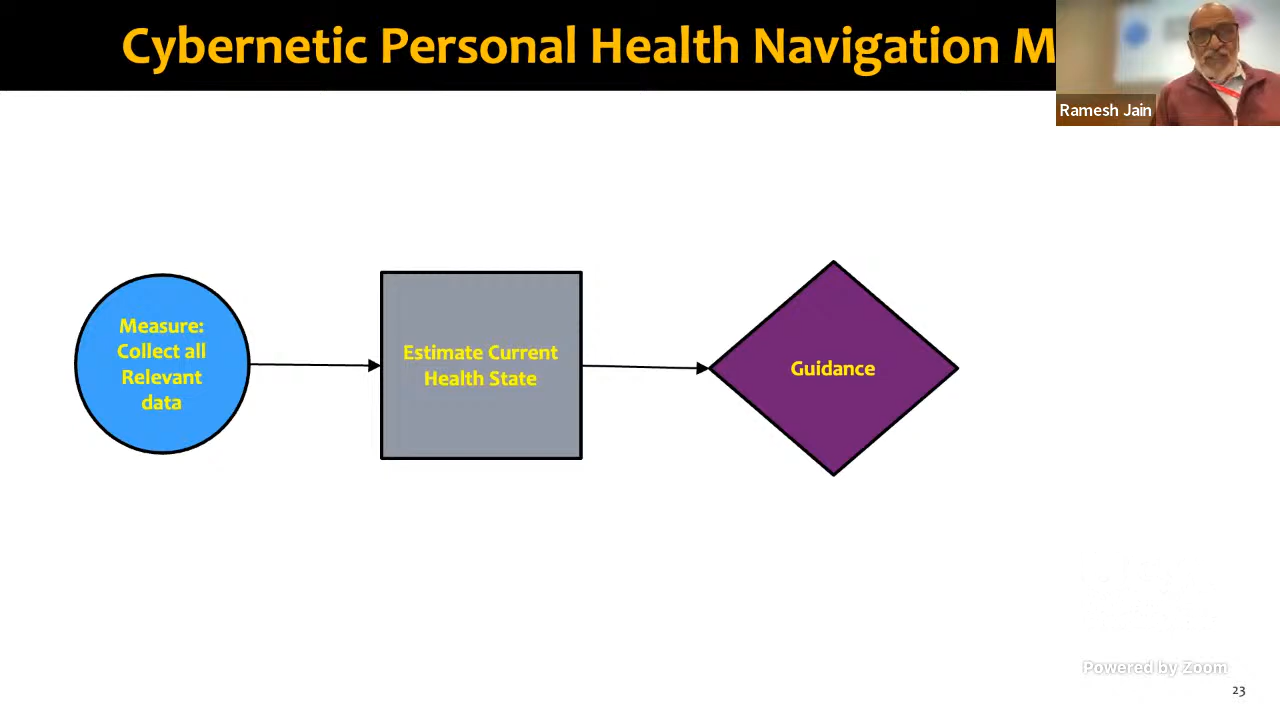 Cybernetic Personal Health Navigation M
Ramesh Jain
Measure:
Collect all
Relevant
data
Estimate Current
Health State
Guidance
Powered by Zoom
23